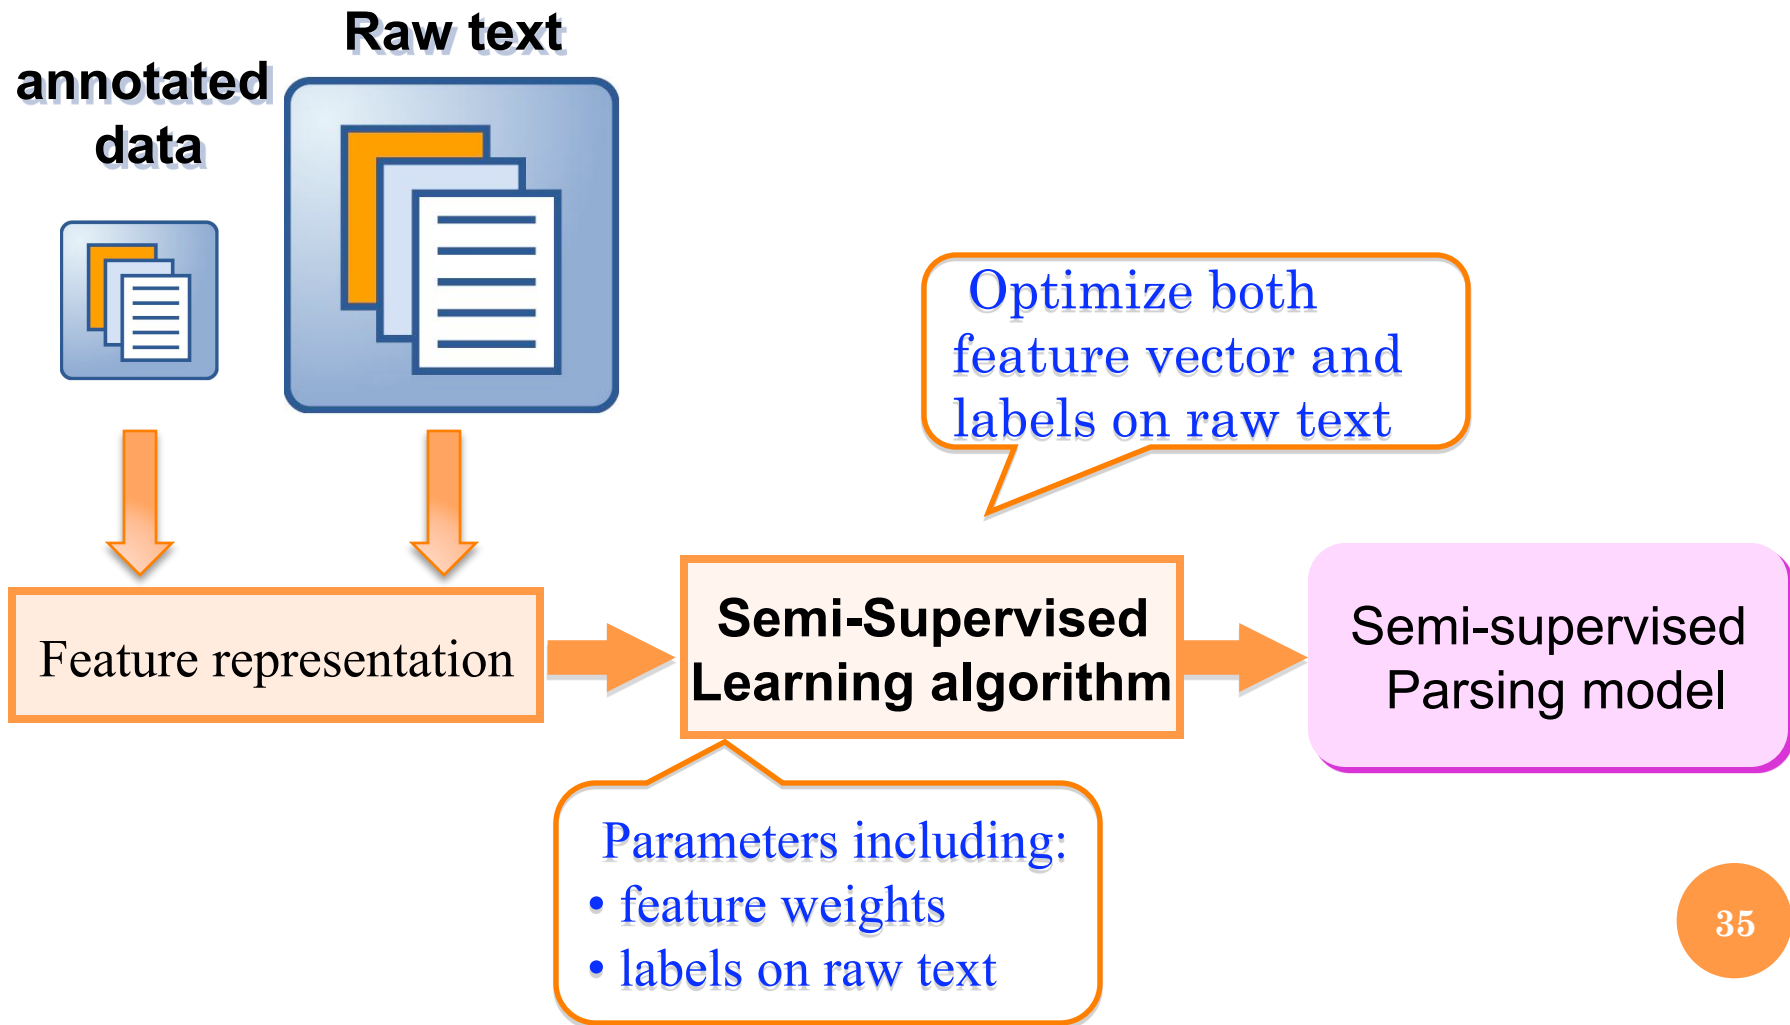 Raw text
annotated
data
Optimize both
feature vector and
labels on raw text
Feature representation
Semi-Supervised
Learning algorithm
Semi-supervised
Parsing model
Parameters including:
• feature weights
• labels on raw text
35